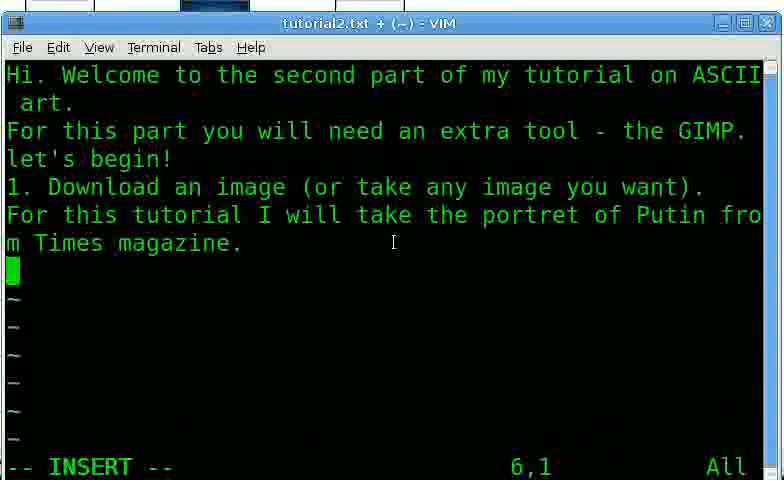 tutorial2.txt + (~) - VIM
File Edit View Terminal Tabs Help
Hi. Welcome to the second part of my tutorial on ASCII
art.
For this part you will need an extra tool - the GIMP.
let's begin!
1. Download an image (or take any image you want).
For this tutorial I will take the portret of Putin fro
m Times magazine.
~
~
~
~
~
~
-- INSERT -- 6,1 All